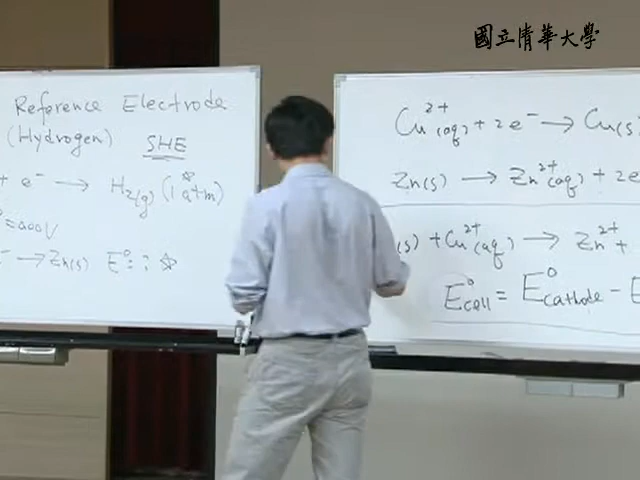 國立清華大學
Reference Electrode
(Hydrogen) SHE
+ e⁻ → H₂(g) (1 atm)
=0.00V
⁻ → Zn(s) E°=?
Cu²⁺(aq) + 2e⁻ → Cu(s)
Zn(s) → Zn²⁺(aq) + 2e
(s) + Cu²⁺(aq) → Zn²⁺ +
E°cell = E°cathode - E